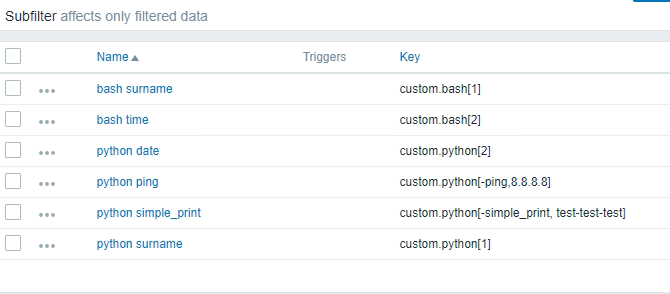 Subfilter affects only filtered data
Name Triggers Key
bash surname custom.bash[1]
bash time custom.bash[2]
python date custom.python[2]
python ping custom.python[-ping,8.8.8.8]
python simple_print custom.python[-simple_print, test-test-test]
python surname custom.python[1]